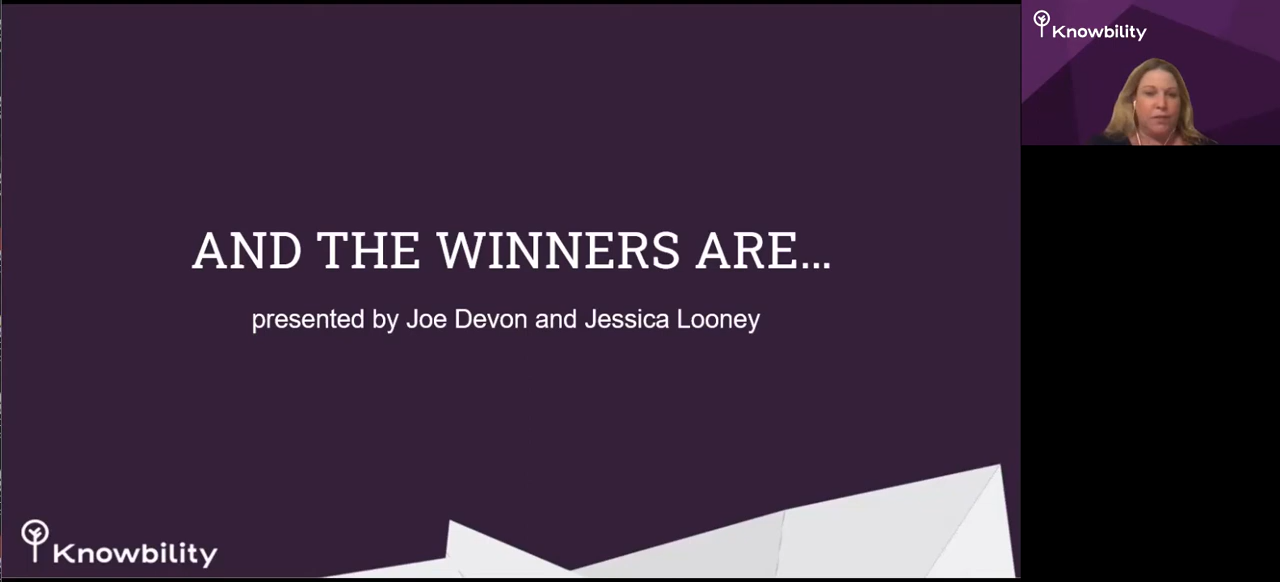 AND THE WINNERS ARE...
presented by Joe Devon and Jessica Looney
Knowbility
Knowbility